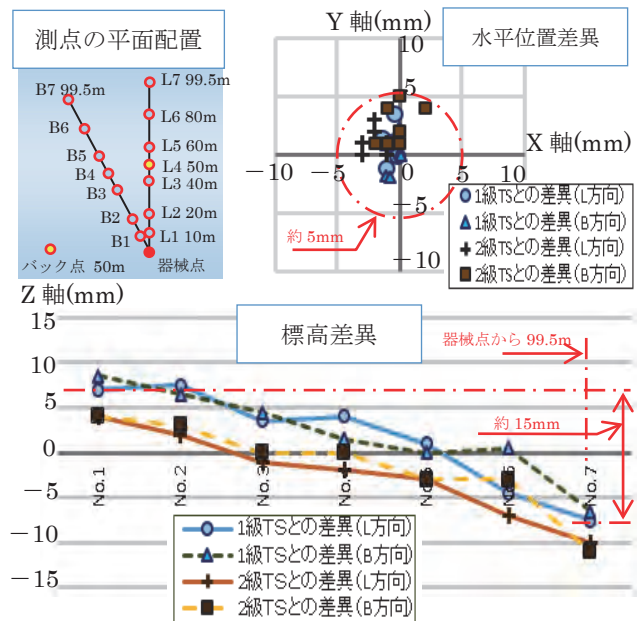 測点の平面配置
B7 99.5m
L7 99.5m
B6
L6 80m
B5
L5 60m
B4
L4 50m
B3
L3 40m
B2
L2 20m
B1
L1 10m
バック点 50m
器械点
Y 軸(mm)
水平位置差異
10
5
X 軸(mm)
−10
−5
5
10
−5
−10
約 5mm
1級TSとの差異(L方向)
1級TSとの差異(B方向)
2級TSとの差異(L方向)
2級TSとの差異(B方向)
Z 軸(mm)
標高差異
器械点から 99.5m
約 15mm
15
10
5
0
−5
−10
−15
No.1
No.2
No.3
No.4
No.5
No.6
No.7
1級TSとの差異(L方向)
1級TSとの差異(B方向)
2級TSとの差異(L方向)
2級TSとの差異(B方向)